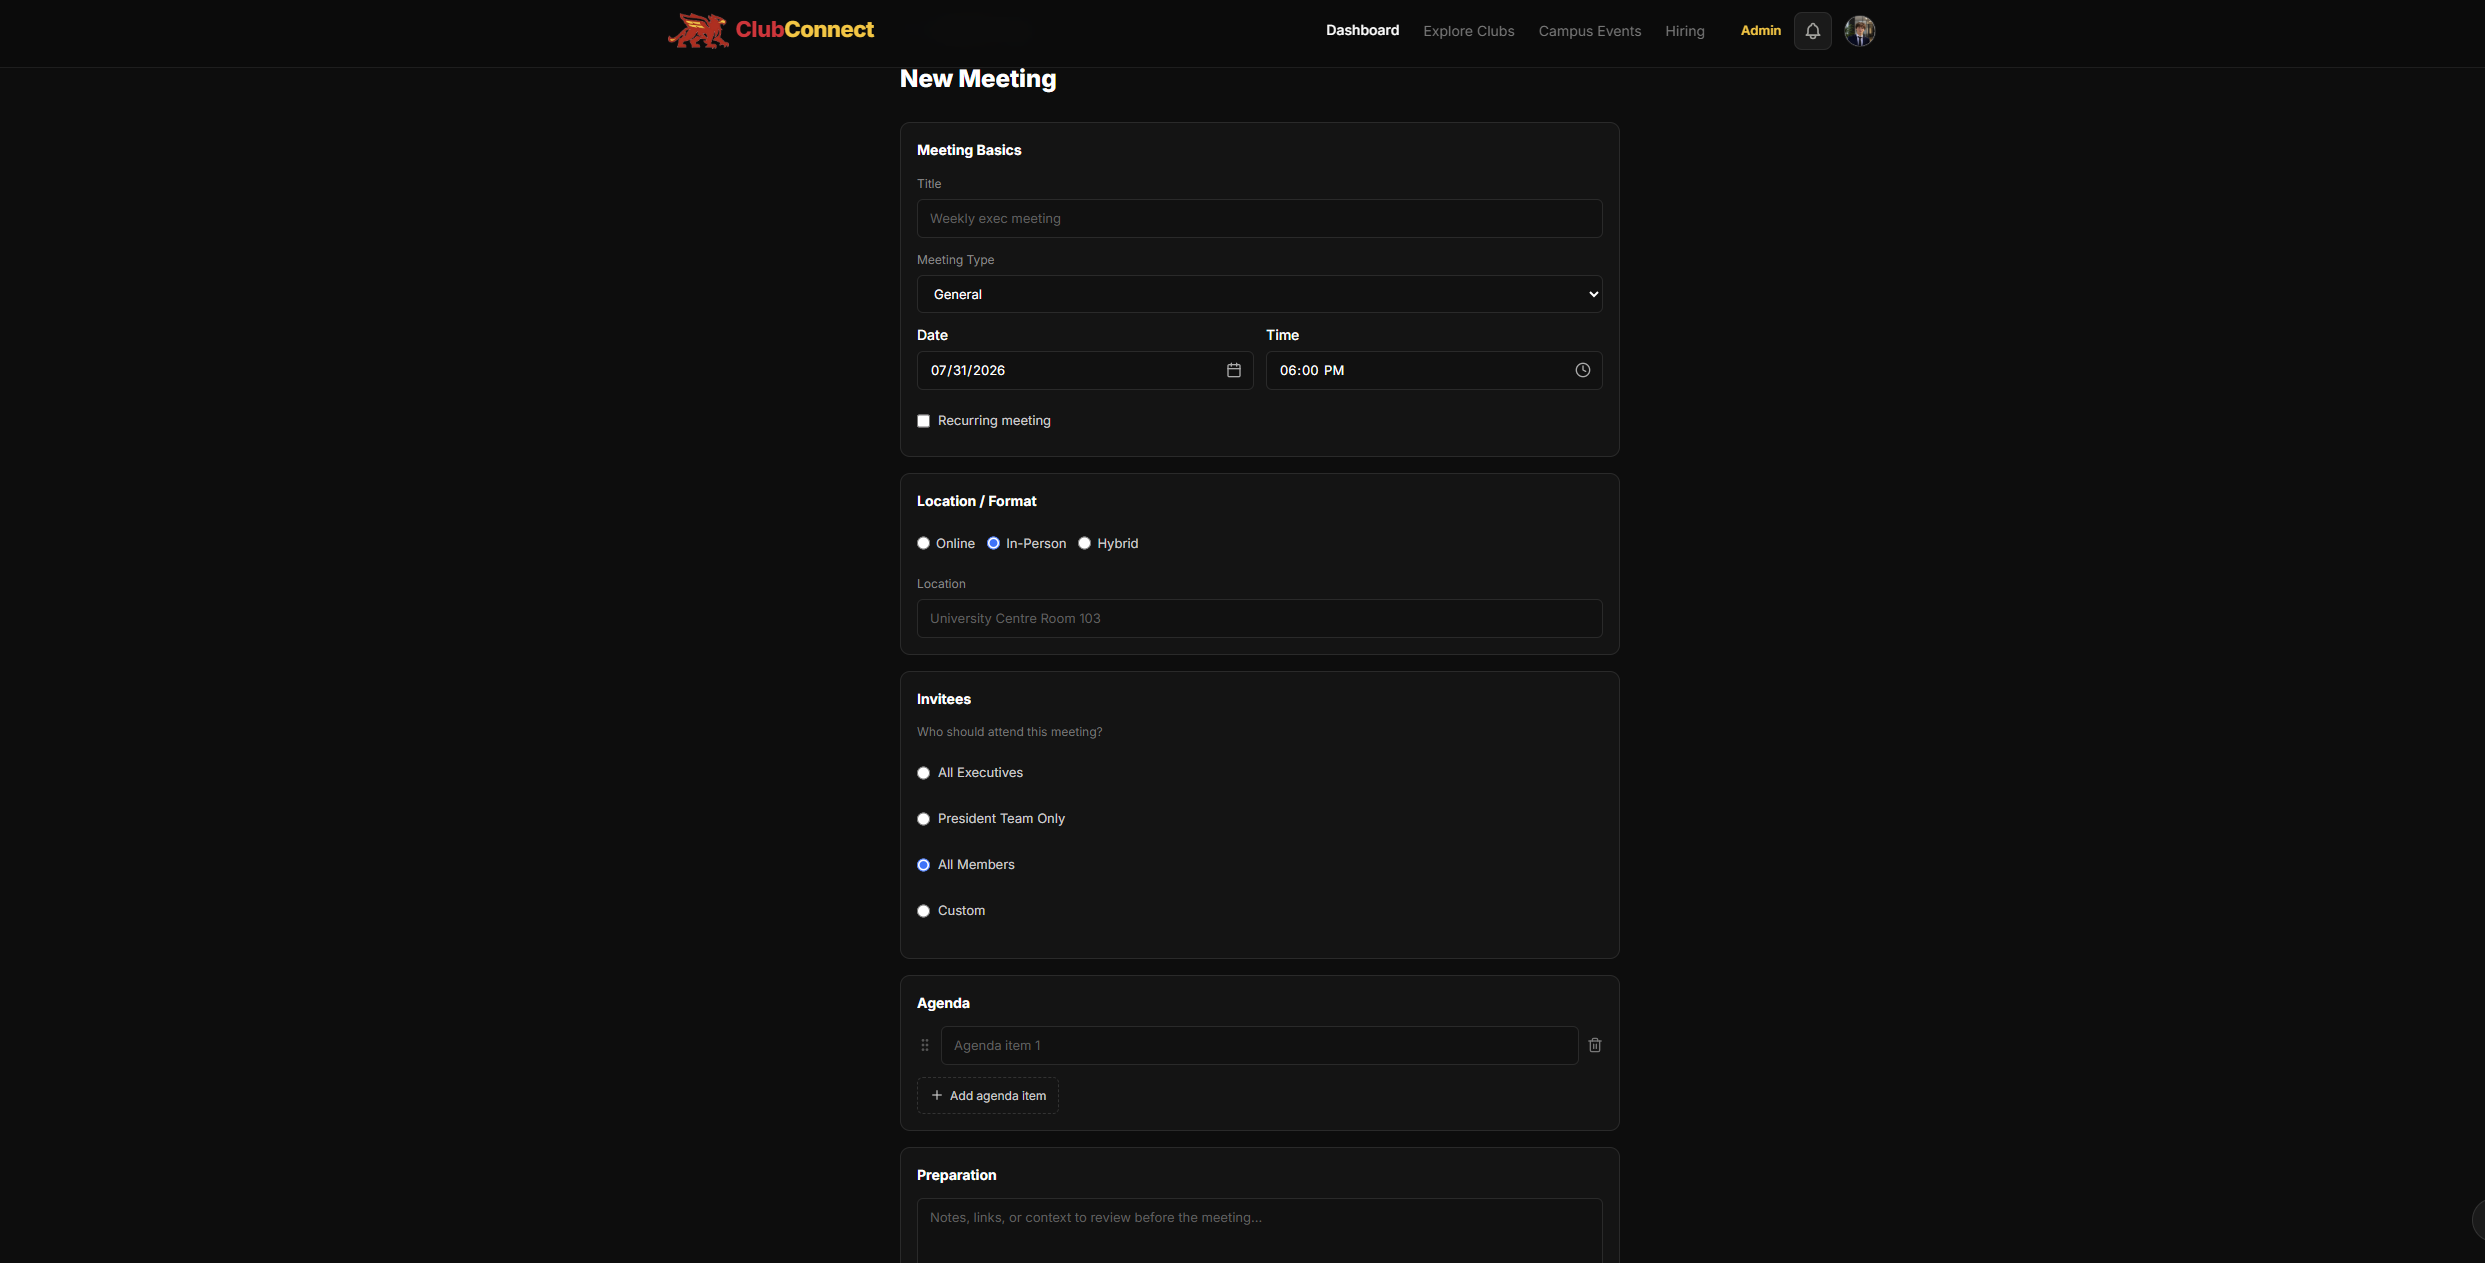 ClubConnect
Dashboard Explore Clubs Campus Events Hiring Admin
New Meeting
Meeting Basics
Title
Weekly exec meeting
Meeting Type
General
Date Time
07/31/2026 06:00 PM
Recurring meeting
Location / Format
Online In-Person Hybrid
Location
University Centre Room 103
Invitees
Who should attend this meeting?
All Executives
President Team Only
All Members
Custom
Agenda
Agenda item 1
Add agenda item
Preparation
Notes, links, or context to review before the meeting...